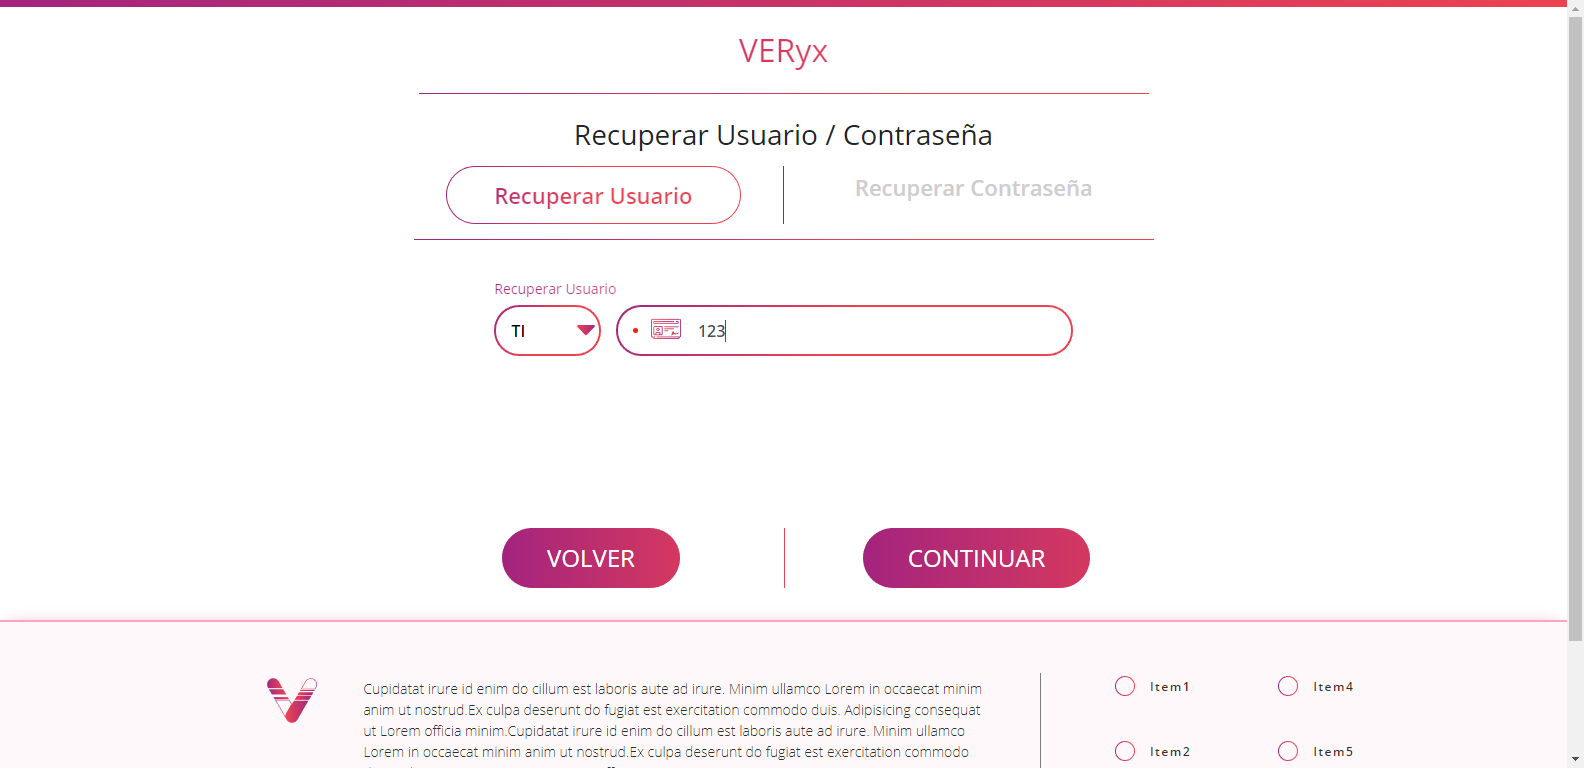 VERyx
Recuperar Usuario / Contraseña
Recuperar Usuario
Recuperar Contraseña
Recuperar Usuario
TI
123
VOLVER
CONTINUAR
Cupidatat irure id enim do cillum est laboris aute ad irure. Minim ullamco Lorem in occaecat minim
anim ut nostrud.Ex culpa deserunt do fugiat est exercitation commodo duis. Adipisicing consequat
ut Lorem officia minim.Cupidatat irure id enim do cillum est laboris aute ad irure. Minim ullamco
Lorem in occaecat minim anim ut nostrud.Ex culpa deserunt do fugiat est exercitation commodo
Item1
Item4
Item2
Item5